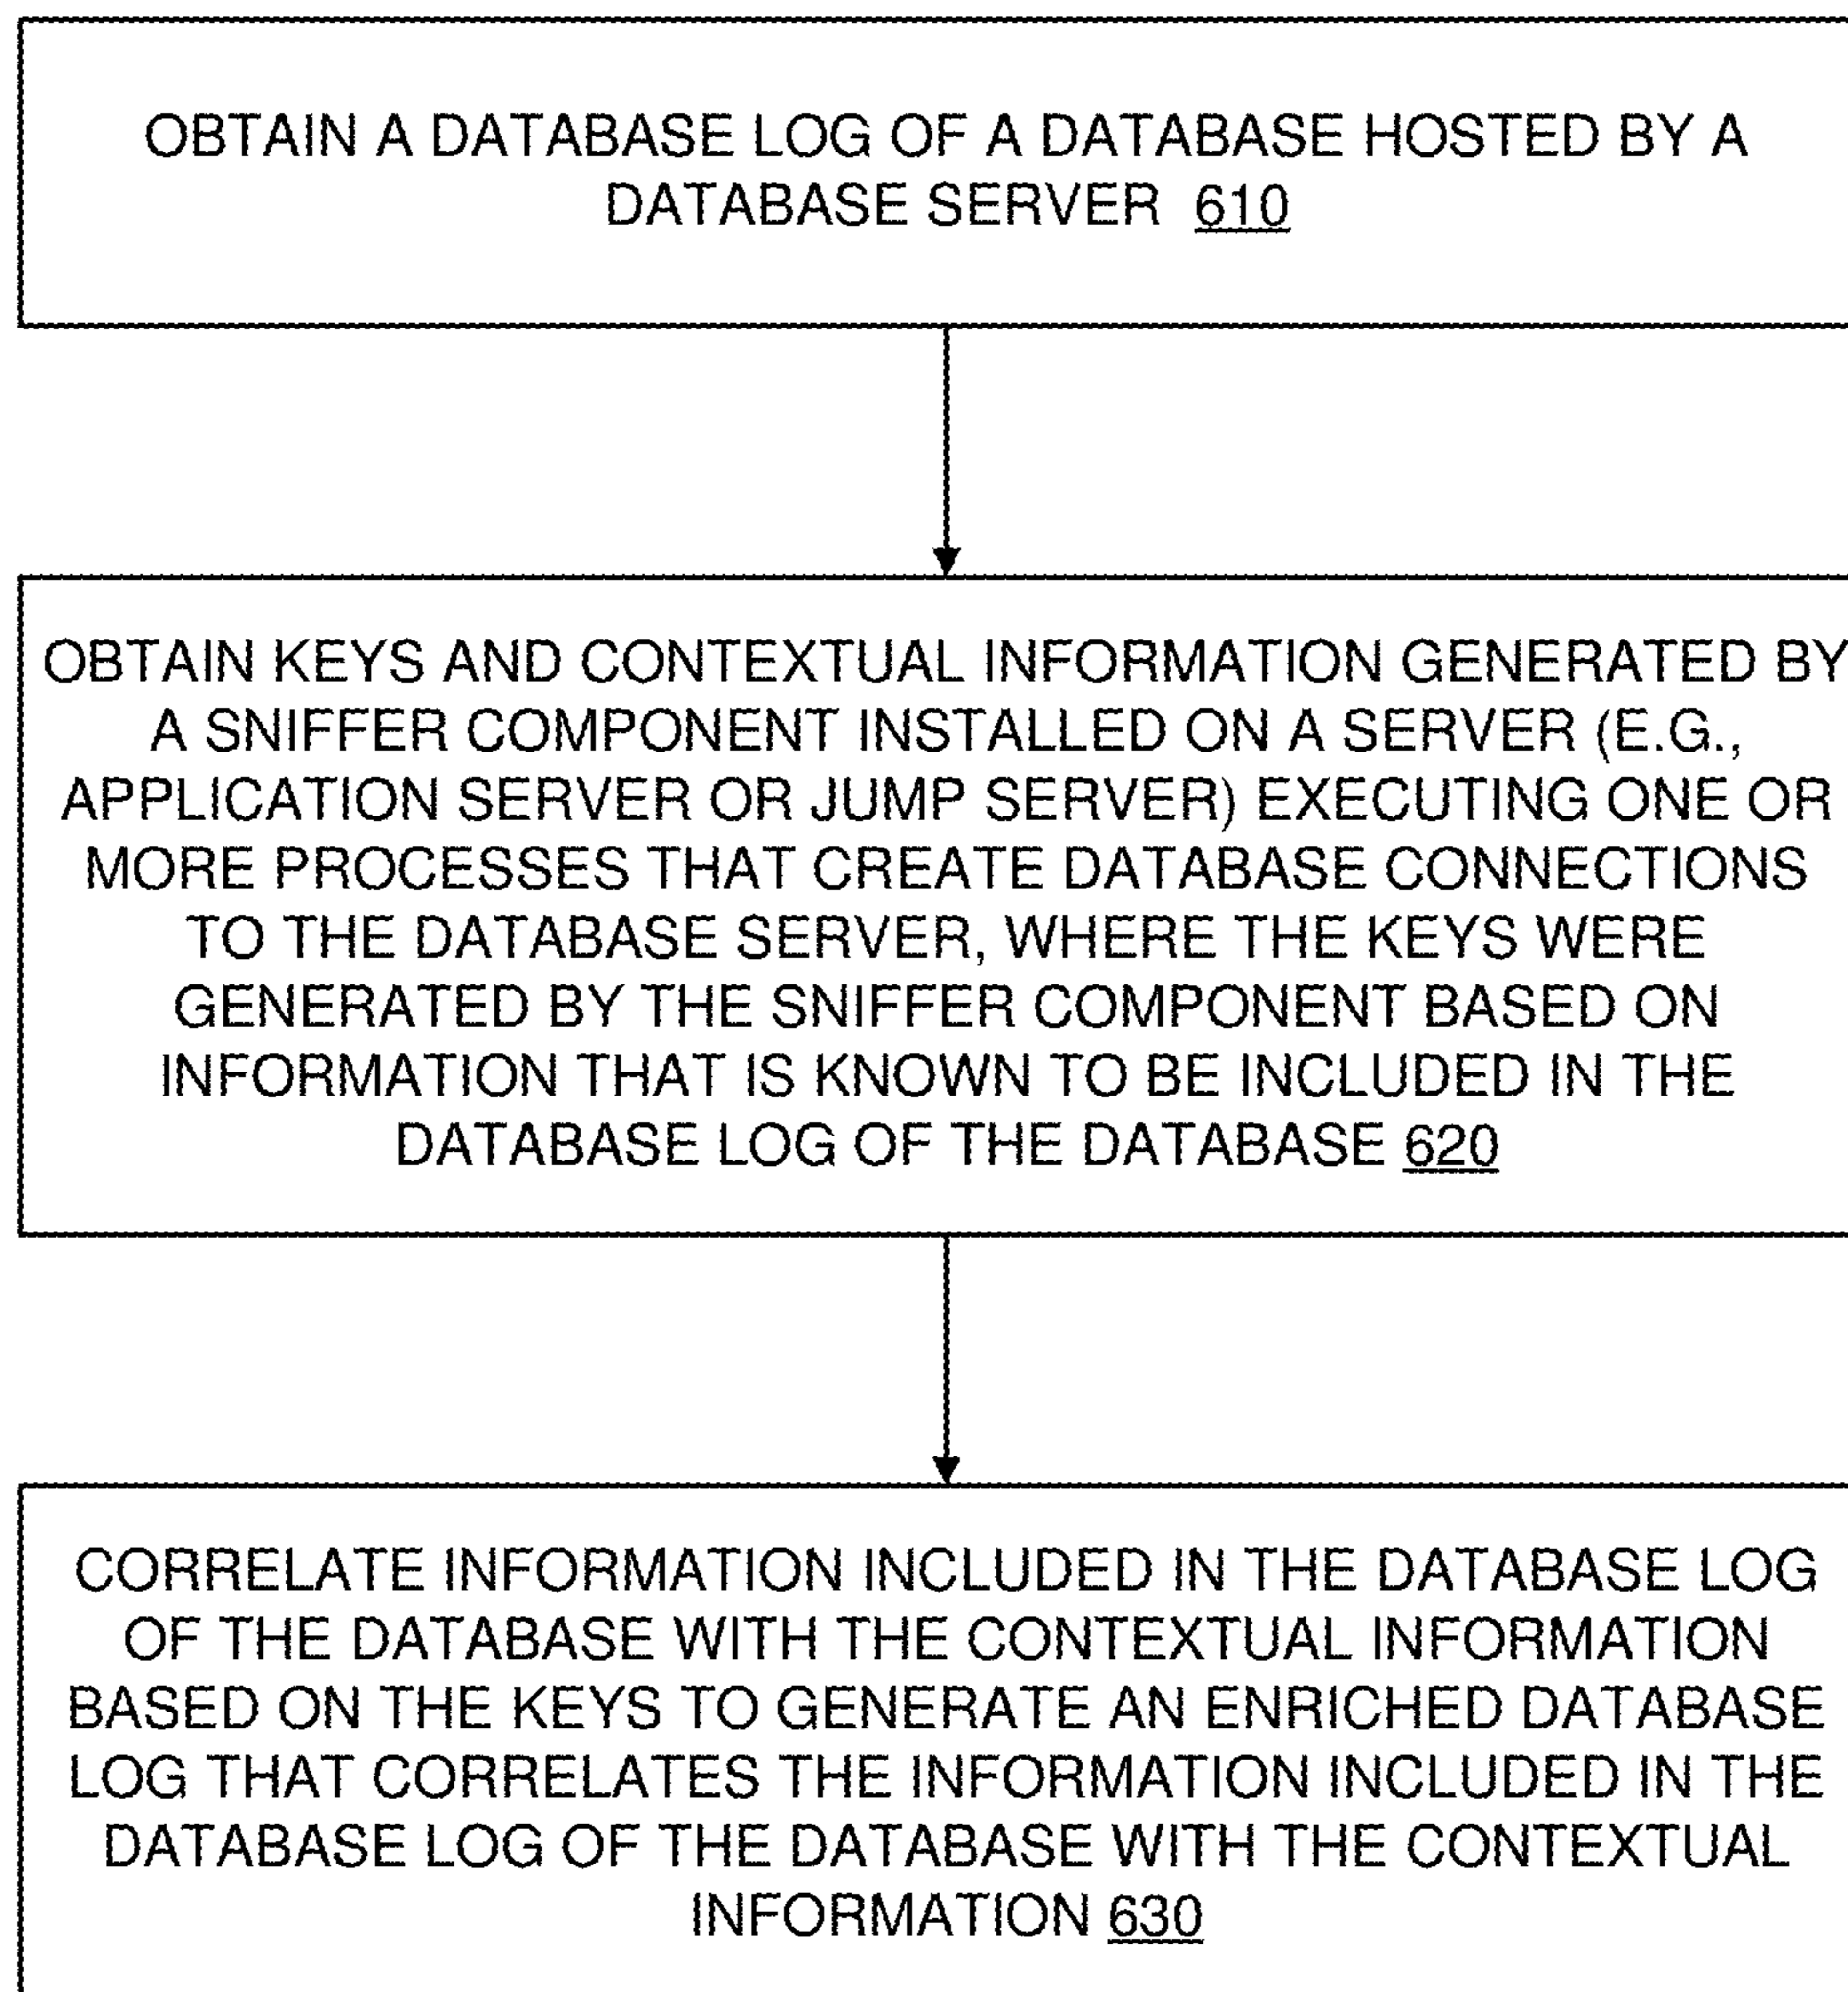 OBTAIN A DATABASE LOG OF A DATABASE HOSTED BY A
DATABASE SERVER 610
OBTAIN KEYS AND CONTEXTUAL INFORMATION GENERATED BY
A SNIFFER COMPONENT INSTALLED ON A SERVER (E.G.,
APPLICATION SERVER OR JUMP SERVER) EXECUTING ONE OR
MORE PROCESSES THAT CREATE DATABASE CONNECTIONS
TO THE DATABASE SERVER, WHERE THE KEYS WERE
GENERATED BY THE SNIFFER COMPONENT BASED ON
INFORMATION THAT IS KNOWN TO BE INCLUDED IN THE
DATABASE LOG OF THE DATABASE 620
CORRELATE INFORMATION INCLUDED IN THE DATABASE LOG
OF THE DATABASE WITH THE CONTEXTUAL INFORMATION
BASED ON THE KEYS TO GENERATE AN ENRICHED DATABASE
LOG THAT CORRELATES THE INFORMATION INCLUDED IN THE
DATABASE LOG OF THE DATABASE WITH THE CONTEXTUAL
INFORMATION 630